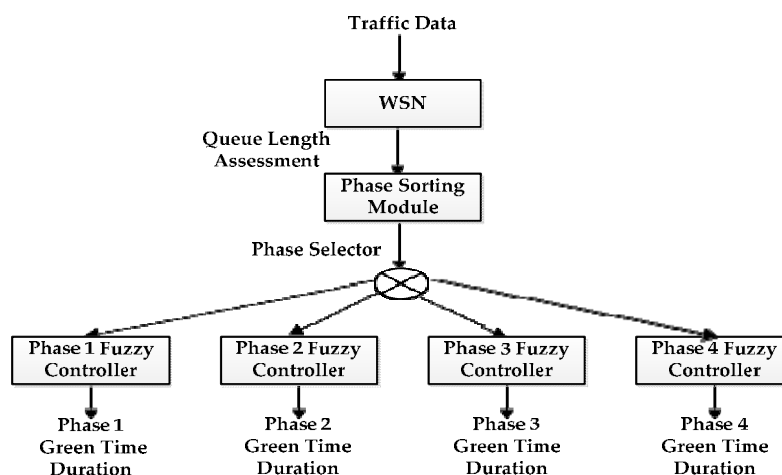 Traffic Data
WSN
Queue Length
Assessment
Phase Sorting
Module
Phase Selector
Phase 1 Fuzzy
Controller
Phase 2 Fuzzy
Controller
Phase 3 Fuzzy
Controller
Phase 4 Fuzzy
Controller
Phase 1
Green Time
Duration
Phase 2
Green Time
Duration
Phase 3
Green Time
Duration
Phase 4
Green Time
Duration